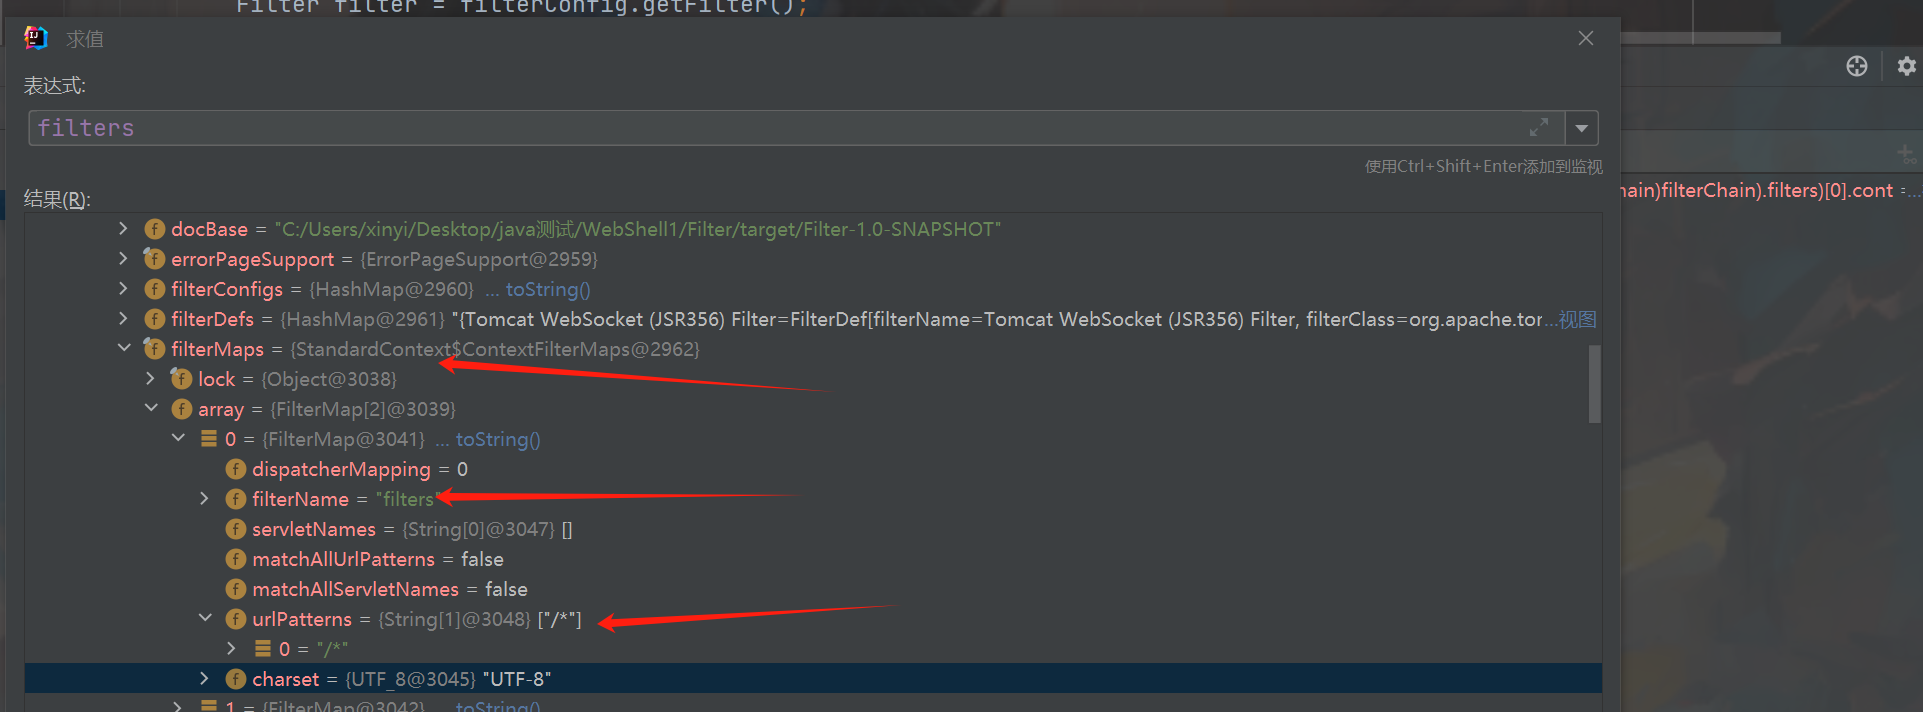 Filter filter = filterConfig.getFilter();
求值
表达式:
filters
使用Ctrl+Shift+Enter添加到监视
结果(R):
ain)filterChain).filters)[0].cont =...
docBase = "C:/Users/xinyi/Desktop/java测试/WebShell1/Filter/target/Filter-1.0-SNAPSHOT"
errorPageSupport = {ErrorPageSupport@2959}
filterConfigs = {HashMap@2960} ... toString()
filterDefs = {HashMap@2961} "{Tomcat WebSocket (JSR356) Filter=FilterDef[filterName=Tomcat WebSocket (JSR356) Filter, filterClass=org.apache.tor...视图
filterMaps = {StandardContext$ContextFilterMaps@2962}
lock = {Object@3038}
array = {FilterMap[2]@3039}
0 = {FilterMap@3041} ... toString()
dispatcherMapping = 0
filterName = "filters"
servletNames = {String[0]@3047} []
matchAllUrlPatterns = false
matchAllServletNames = false
urlPatterns = {String[1]@3048} ["/*"]
0 = "/*"
charset = {UTF_8@3045} "UTF-8"
1 = {FilterMap@3042} ... toString()